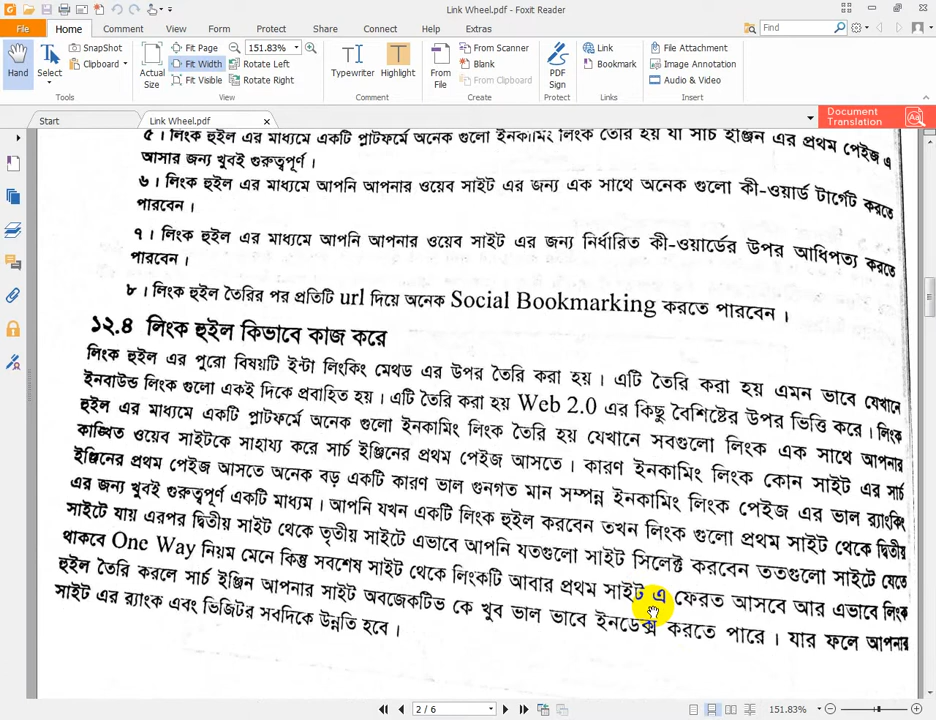 Link Wheel.pdf - Foxit Reader
File Home Comment View Form Protect Share Connect Help Extras Find
Hand Select SnapShot Clipboard Actual Size Fit Page Fit Width Fit Visible 151.83% Rotate Left Rotate Right Typewriter Highlight From File From Scanner Blank From Clipboard PDF Sign Link Bookmark File Attachment Image Annotation Audio & Video
Tools View Comment Create Protect Links Insert
Start Link Wheel.pdf Document Translation
৫। লিংক হুইল এর মাধ্যমে একটি প্লাটফর্মে অনেক গুলো ইনকামিং লিংক তৈরি হয় যা সার্চ ইঞ্জিন এর প্রথম পেইজ এ
আসার জন্য খুবই গুরুত্বপূর্ণ।
৬। লিংক হুইল এর মাধ্যমে আপনি আপনার ওয়েব সাইট এর জন্য এক সাথে অনেক গুলো কী-ওয়ার্ড টার্গেট করতে
পারবেন।
৭। লিংক হুইল এর মাধ্যমে আপনি আপনার ওয়েব সাইট এর জন্য নির্ধারিত কী-ওয়ার্ডের উপর আধিপত্য করতে
পারবেন।
৮। লিংক হুইল তৈরির পর প্রতিটি url দিয়ে অনেক Social Bookmarking করতে পারবেন।
১২.৪ লিংক হুইল কিভাবে কাজ করে
লিংক হুইল এর পুরো বিষয়টি ইন্টা লিংকিং মেথড এর উপর তৈরি করা হয়। এটি তৈরি করা হয় এমন ভাবে যেখানে
ইনবাউন্ড লিংক গুলো একই দিকে প্রবাহিত হয়। এটি তৈরি করা হয় Web 2.0 এর কিছু বৈশিষ্টের উপর ভিত্তি করে। লিংক
হুইল এর মাধ্যমে একটি প্লাটফর্মে অনেক গুলো ইনকামিং লিংক তৈরি হয় যেখানে সবগুলো লিংক এক সাথে আপনার
কাঙ্খিত ওয়েব সাইটকে সাহায্য করে সার্চ ইঞ্জিনের প্রথম পেইজ আসতে। কারণ ইনকামিং লিংক কোন সাইট এর সার্চ
ইঞ্জিনের প্রথম পেইজ আসতে অনেক বড় একটি কারণ ভাল গুনগত মান সম্পন্ন ইনকামিং লিংক পেইজ এর ভাল র‍্যাংকিং
এর জন্য খুবই গুরুত্বপূর্ণ একটি মাধ্যম। আপনি যখন একটি লিংক হুইল করবেন তখন লিংক গুলো প্রথম সাইট থেকে দ্বিতীয়
সাইটে যায় এরপর দ্বিতীয় সাইট থেকে তৃতীয় সাইটে এভাবে আপনি যতগুলো সাইট সিলেক্ট করবেন ততগুলো সাইটে যেতে
থাকবে One Way নিয়ম মেনে কিন্তু সবশেষ সাইট থেকে লিংকটি আবার প্রথম সাইট এ ফেরত আসবে আর এভাবে লিংক
হুইল তৈরি করলে সার্চ ইঞ্জিন আপনার সাইট অবজেকটিভ কে খুব ভাল ভাবে ইনডেক্স করতে পারে। যার ফলে আপনার
সাইট এর র‍্যাংক এবং ভিজিটর সবদিকে উন্নতি হবে।
2 / 6 151.83%